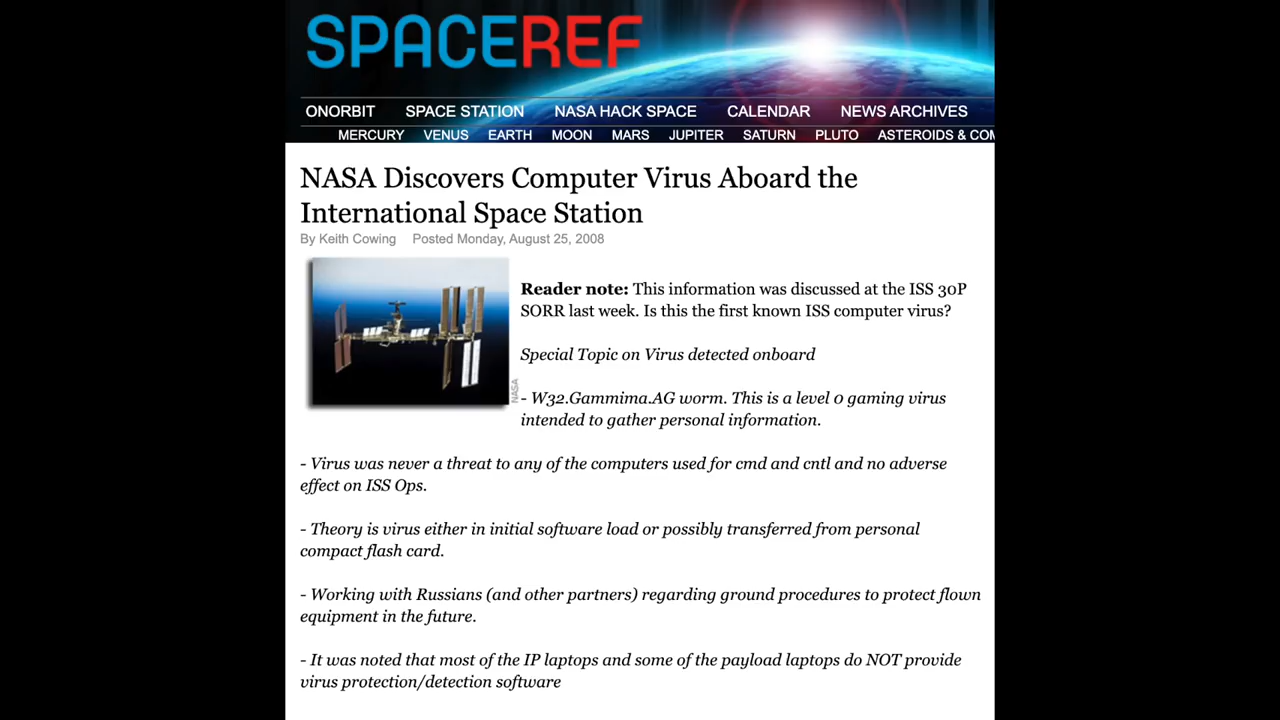 SPACEREF
ONORBIT SPACE STATION NASA HACK SPACE CALENDAR NEWS ARCHIVES
MERCURY VENUS EARTH MOON MARS JUPITER SATURN PLUTO ASTEROIDS & COM
NASA Discovers Computer Virus Aboard the
International Space Station
By Keith Cowing Posted Monday, August 25, 2008
Reader note: This information was discussed at the ISS 30P
SORR last week. Is this the first known ISS computer virus?
Special Topic on Virus detected onboard
NASA
- W32.Gammima.AG worm. This is a level 0 gaming virus
intended to gather personal information.
- Virus was never a threat to any of the computers used for cmd and cntl and no adverse
effect on ISS Ops.
- Theory is virus either in initial software load or possibly transferred from personal
compact flash card.
- Working with Russians (and other partners) regarding ground procedures to protect flown
equipment in the future.
- It was noted that most of the IP laptops and some of the payload laptops do NOT provide
virus protection/detection software